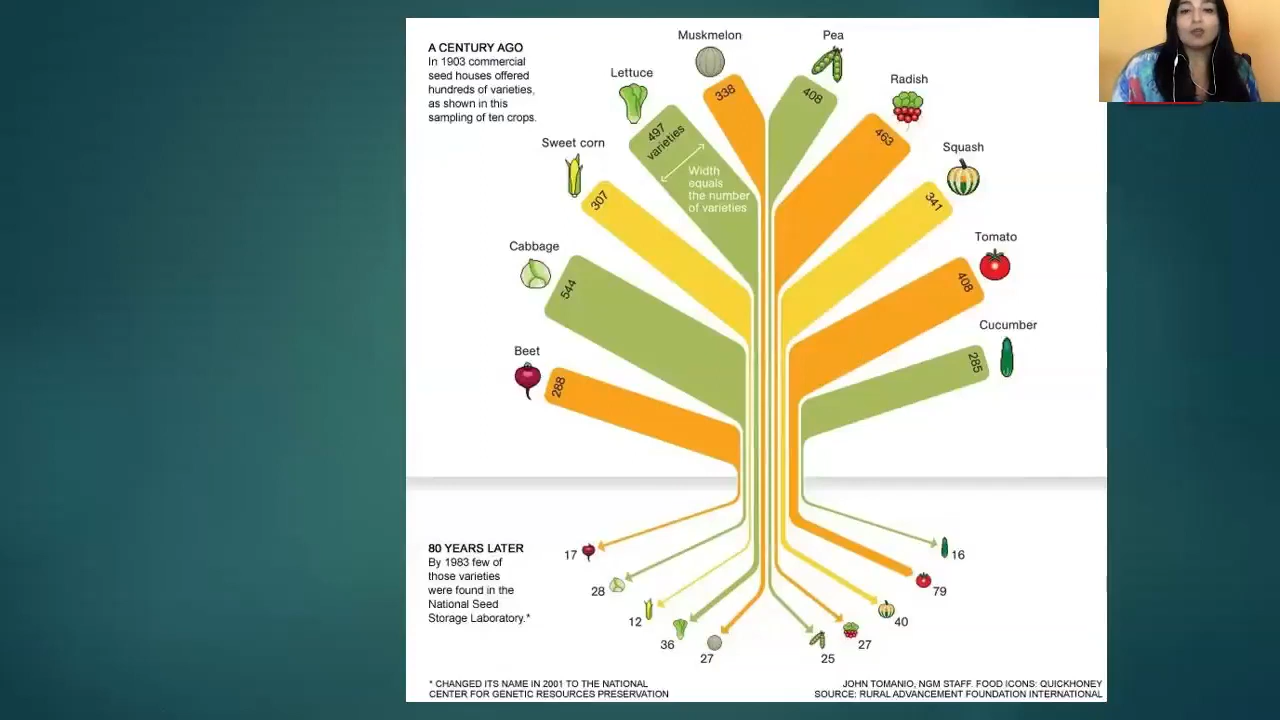 A CENTURY AGO
In 1903 commercial
seed houses offered
hundreds of varieties,
as shown in this
sampling of ten crops.
Muskmelon
Pea
Lettuce
Radish
Sweet corn
Squash
Cabbage
Tomato
Beet
Cucumber
338
408
497
varieties
463
Width
equals
the number
of varieties
307
341
544
408
288
285
80 YEARS LATER
By 1983 few of
those varieties
were found in the
National Seed
Storage Laboratory.*
17
28
12
36
27
25
27
40
79
16
* CHANGED ITS NAME IN 2001 TO THE NATIONAL
CENTER FOR GENETIC RESOURCES PRESERVATION
JOHN TOMANIO, NGM STAFF. FOOD ICONS: QUICKHONEY
SOURCE: RURAL ADVANCEMENT FOUNDATION INTERNATIONAL